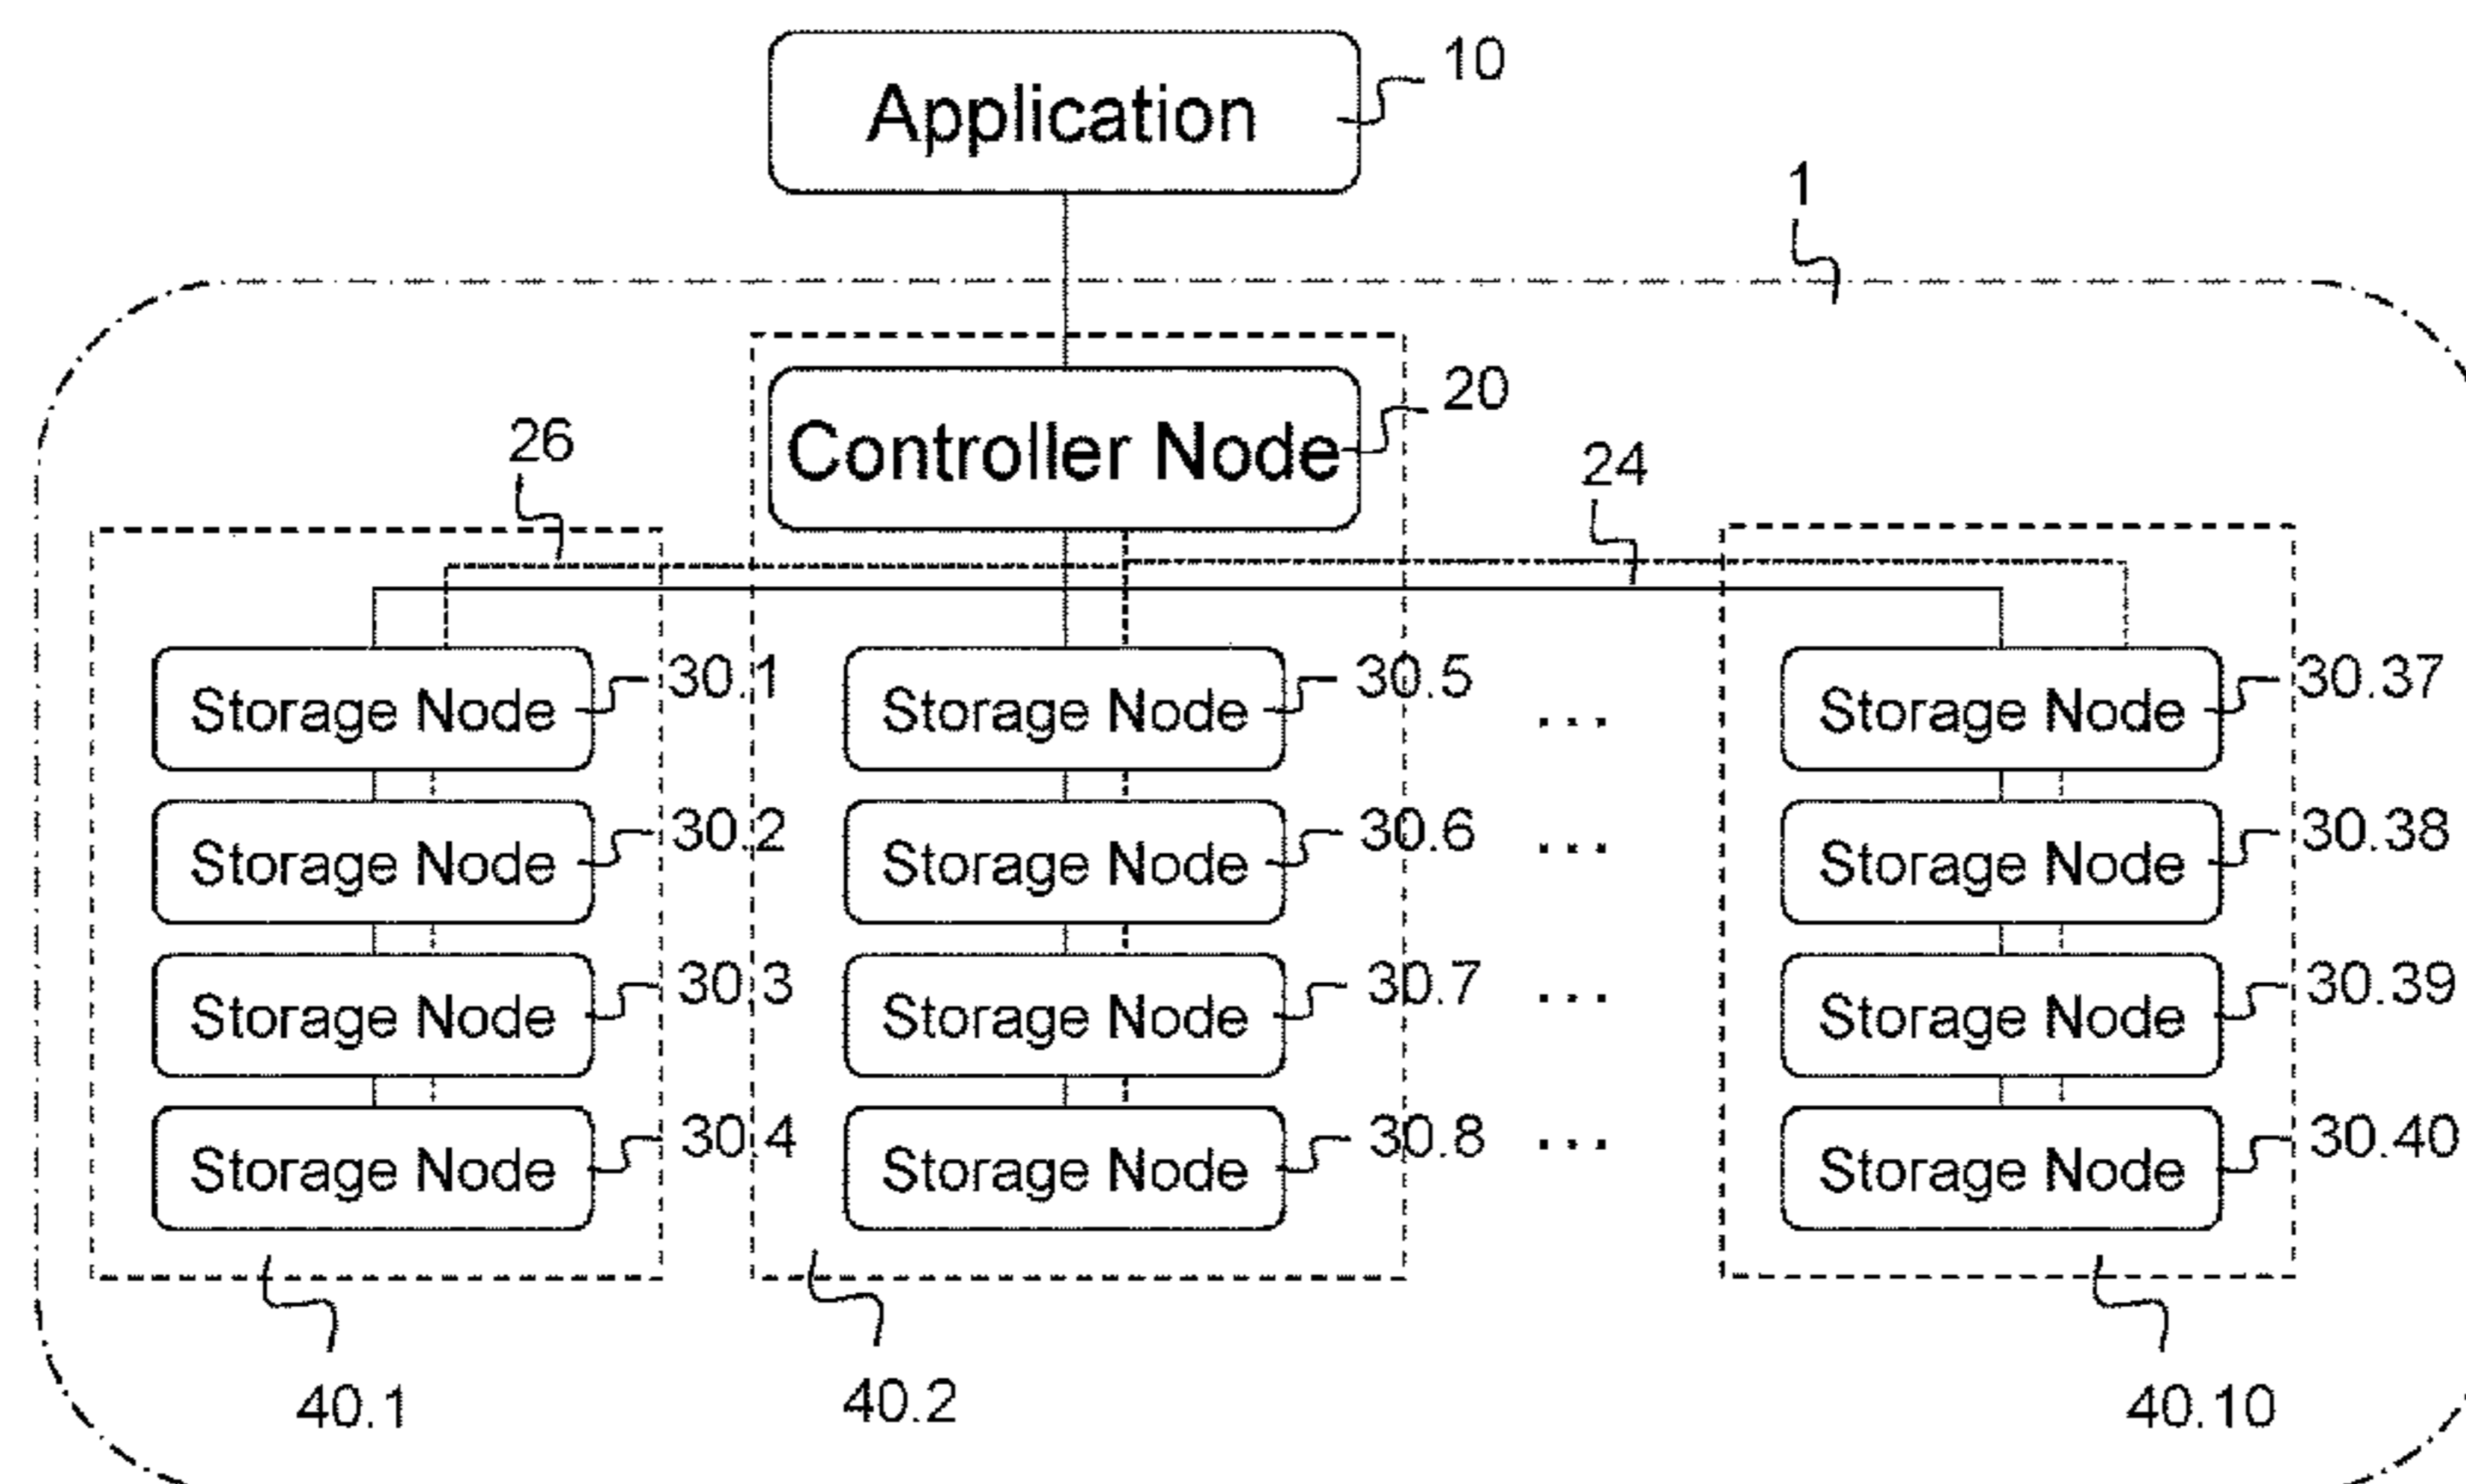 Application
10
1
Controller Node
20
26
24
Storage Node 30.1 Storage Node 30.5 ... Storage Node 30.37
Storage Node 30.2 Storage Node 30.6 ... Storage Node 30.38
Storage Node 30.3 Storage Node 30.7 ... Storage Node 30.39
Storage Node 30.4 Storage Node 30.8 ... Storage Node 30.40
40.1 40.2 40.10